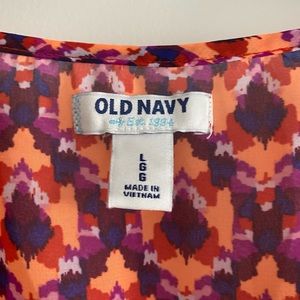 OLD NAVY
Est. 1994
L
G
G
MADE IN
VIETNAM